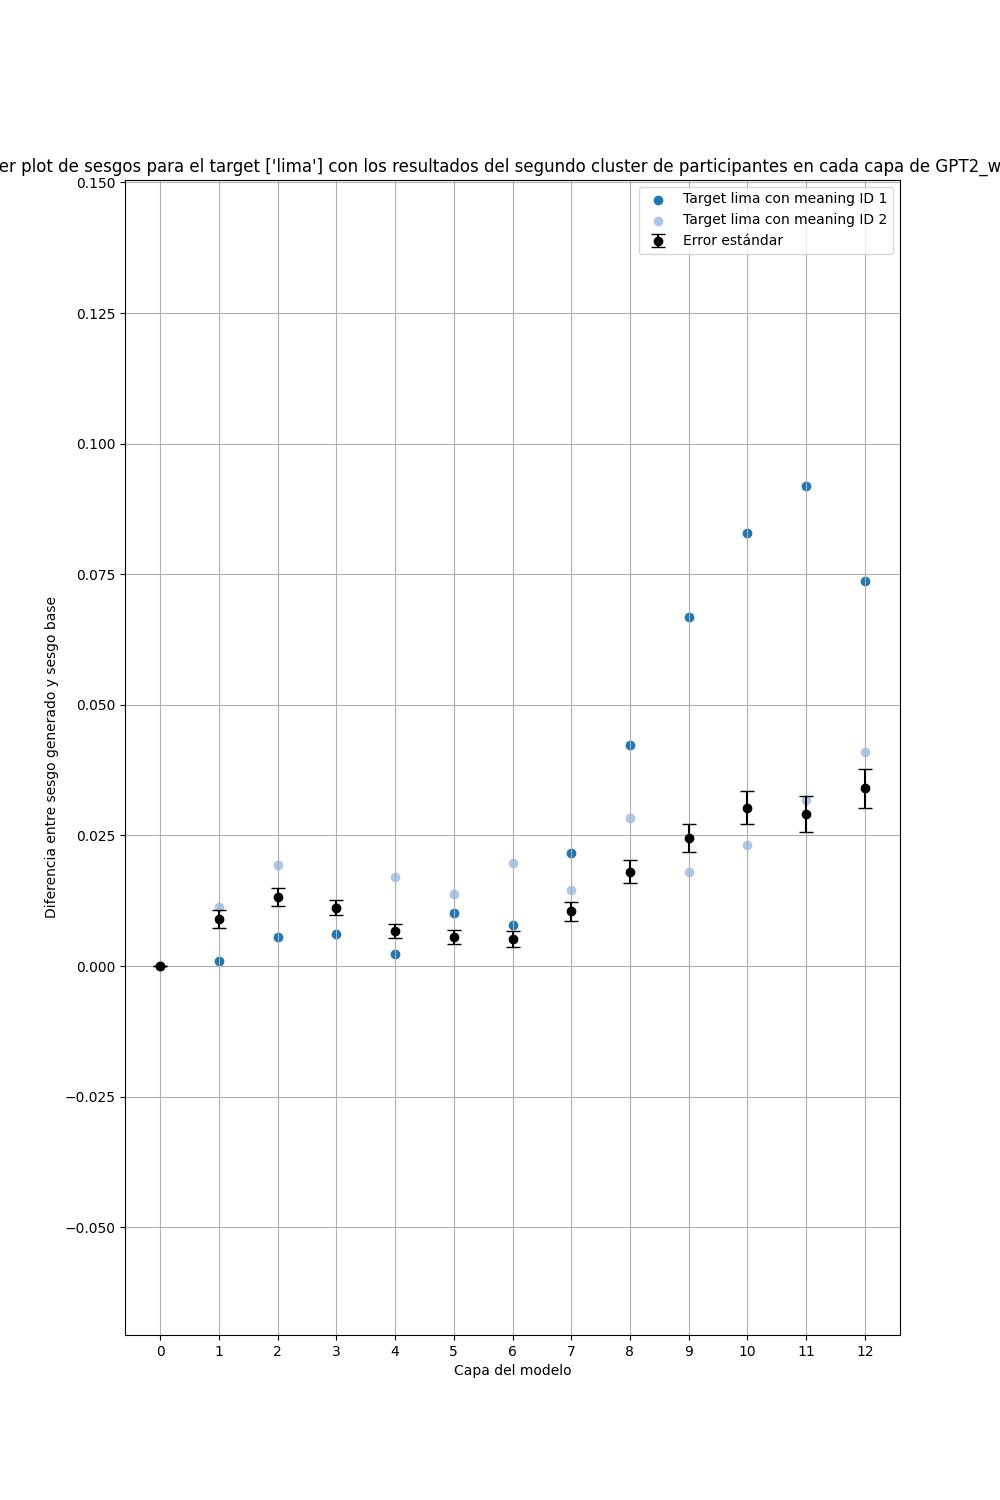 er plot de sesgos para el target ['lima'] con los resultados del segundo cluster de participantes en cada capa de GPT2_w
Target lima con meaning ID 1
Target lima con meaning ID 2
Error estándar
0.150
0.125
0.100
0.075
0.050
0.025
0.000
−0.025
−0.050
Diferencia entre sesgo generado y sesgo base
0 1 2 3 4 5 6 7 8 9 10 11 12
Capa del modelo